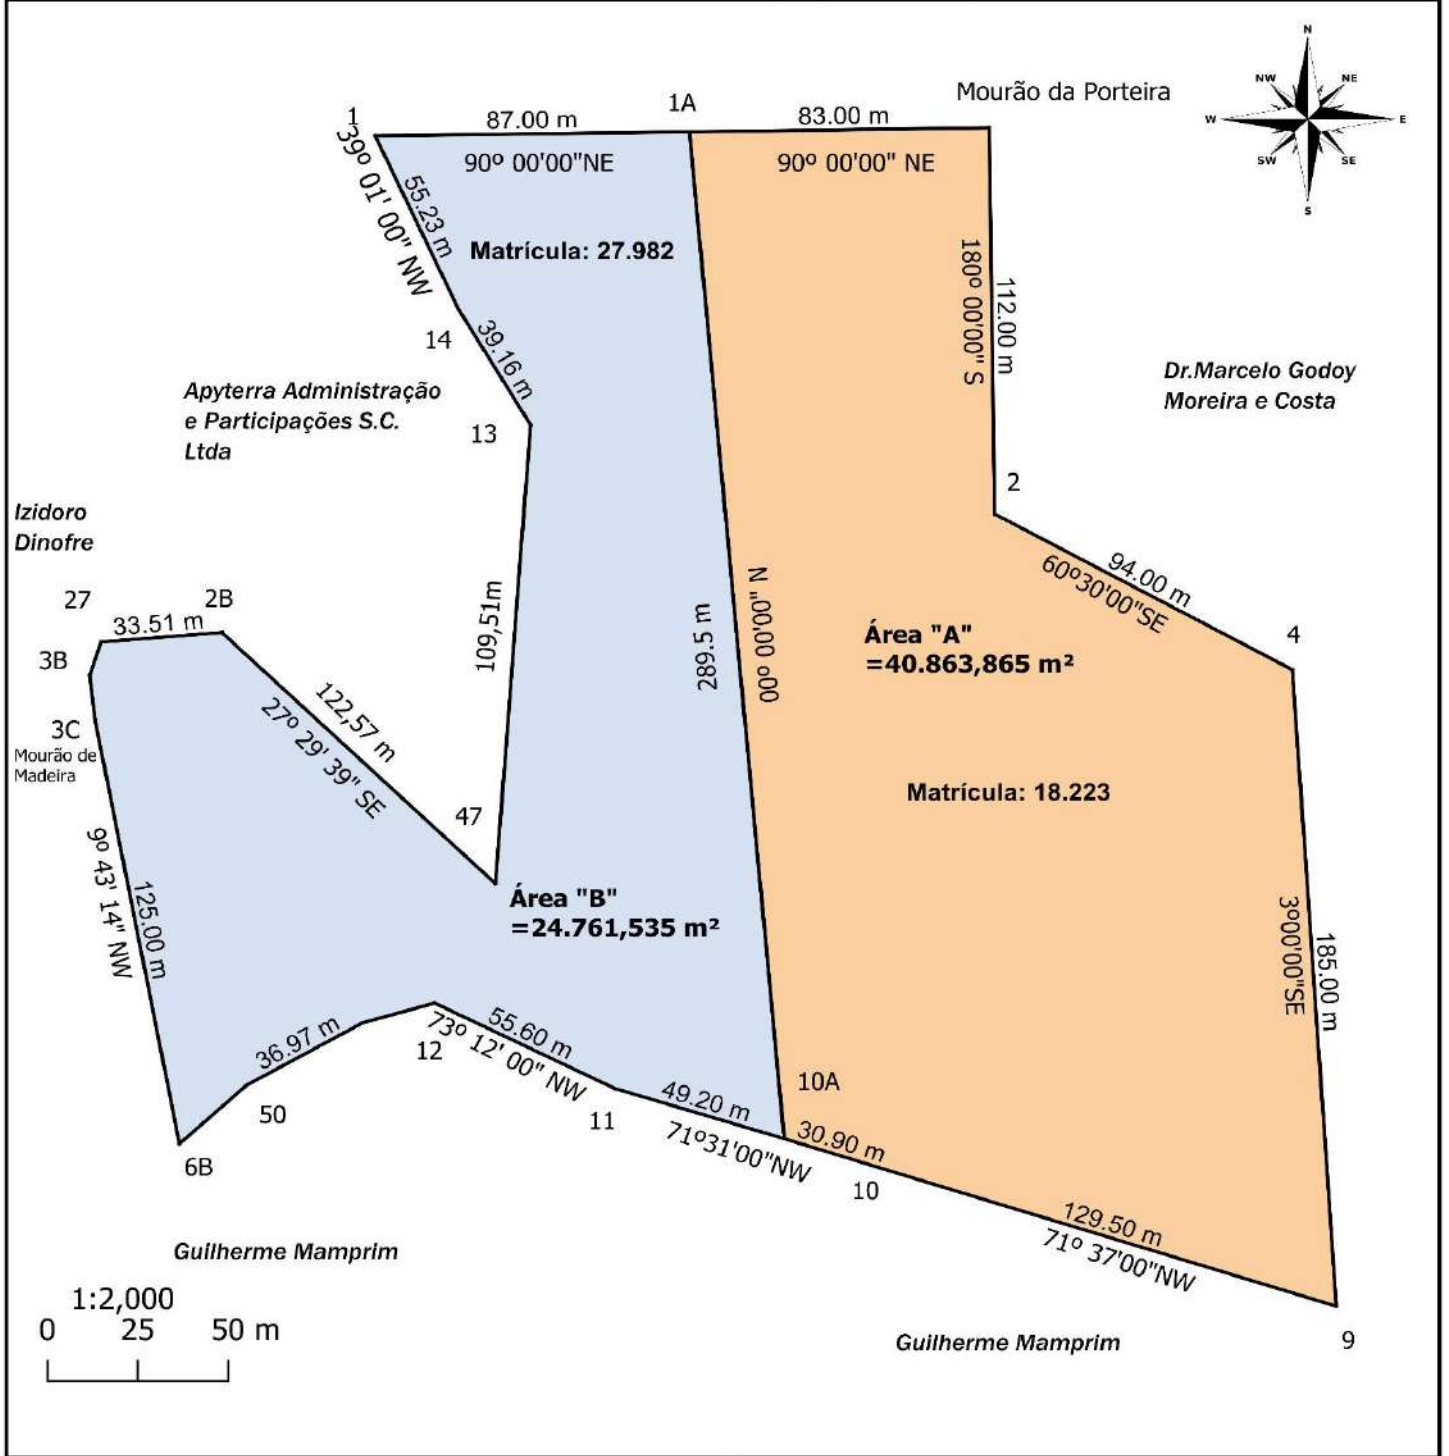 N
NW
NE
W
E
SW
SE
S
Mourão da Porteira
1
87.00 m
1A
83.00 m
90º 00'00"NE
90º 00'00" NE
39º 01' 00" NW
55.23 m
Matrícula: 27.982
180º 00'00" S
112.00 m
14
39.16 m
13
Apyterra Administração
e Participações S.C.
Ltda
Dr.Marcelo Godoy
Moreira e Costa
2
Izidoro
Dinofre
94.00 m
60º30'00"SE
27
33.51 m
2B
109,51m
289.5 m
00º 00'00" N
Área "A"
=40.863,865 m²
4
3B
3C
Mourão de
Madeira
122,57 m
27º 29' 39" SE
47
Matrícula: 18.223
9º 43' 14" NW
125.00 m
Área "B"
=24.761,535 m²
3º00'00"SE
185.00 m
36.97 m
12
55.60 m
73º 12' 00" NW
50
11
49.20 m
71º31'00"NW
10A
30.90 m
10
6B
129.50 m
71º 37'00"NW
Guilherme Mamprim
1:2,000
0 25 50 m
Guilherme Mamprim
9